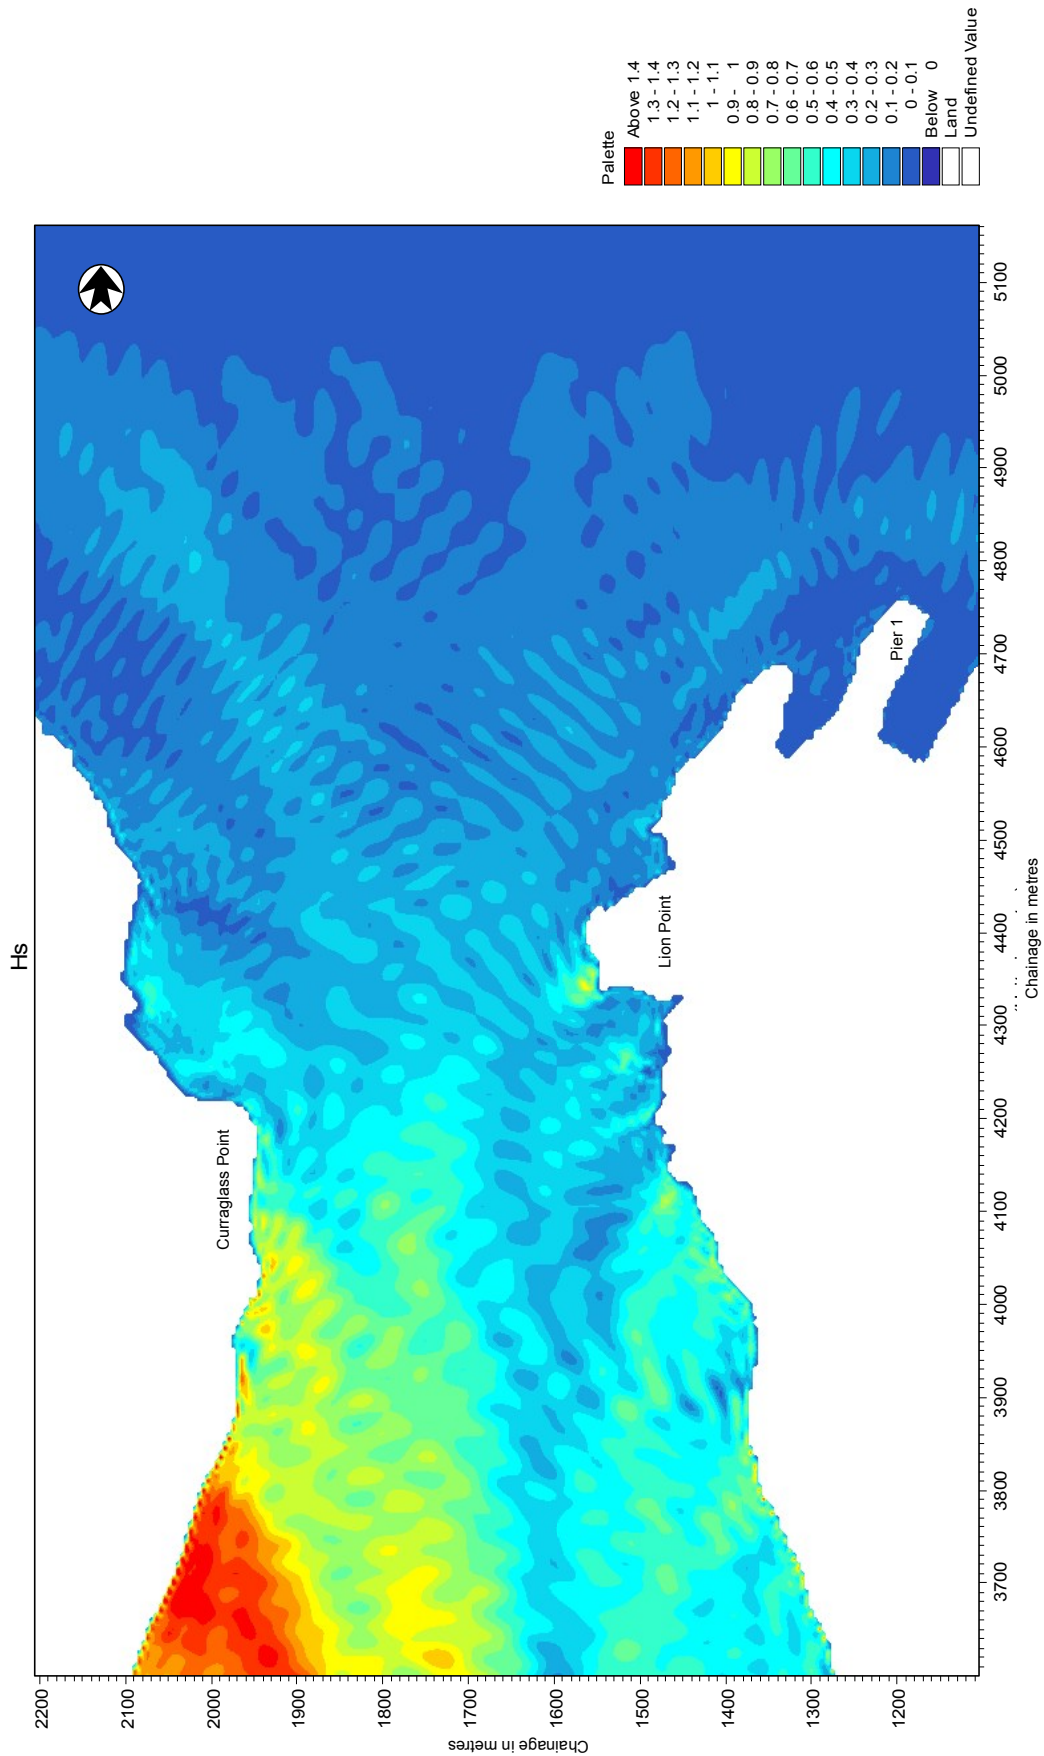 Hs
Palette
Above 1.4
1.3 - 1.4
1.2 - 1.3
1.1 - 1.2
1 - 1.1
0.9 - 1
0.8 - 0.9
0.7 - 0.8
0.6 - 0.7
0.5 - 0.6
0.4 - 0.5
0.3 - 0.4
0.2 - 0.3
0.1 - 0.2
0 - 0.1
Below 0
Land
Undefined Value
Curraglass Point
Lion Point
Pier 1
2200
2100
2000
1900
1800
1700
1600
1500
1400
1300
1200
Chainage in metres
3700
3800
3900
4000
4100
4200
4300
4400
4500
4600
4700
4800
4900
5000
5100
Chainage in metres